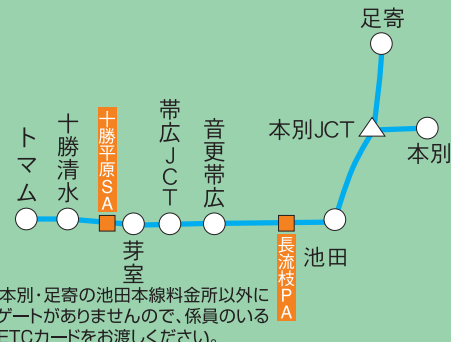 足寄
本別JCT
本別
トマム
十勝清水
十勝平原SA
芽室
帯広JCT
音更帯広
長流枝PA
池田
本別・足寄の池田本線料金所以外に
ゲートがありませんので、係員のいる
ETCカードをお渡しください。